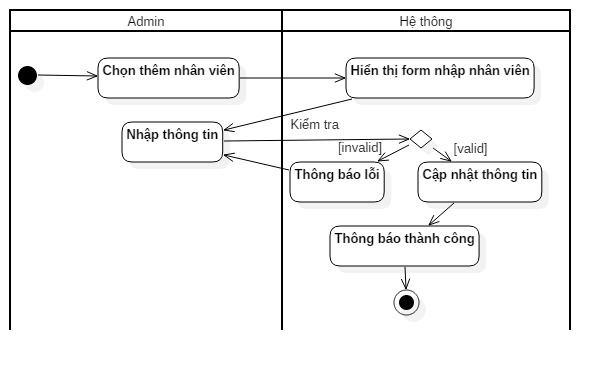 Admin
Hệ thông
Chọn thêm nhân viên
Hiển thị form nhập nhân viên
Nhập thông tin
Kiểm tra
[invalid]
[valid]
Thông báo lỗi
Cập nhật thông tin
Thông báo thành công